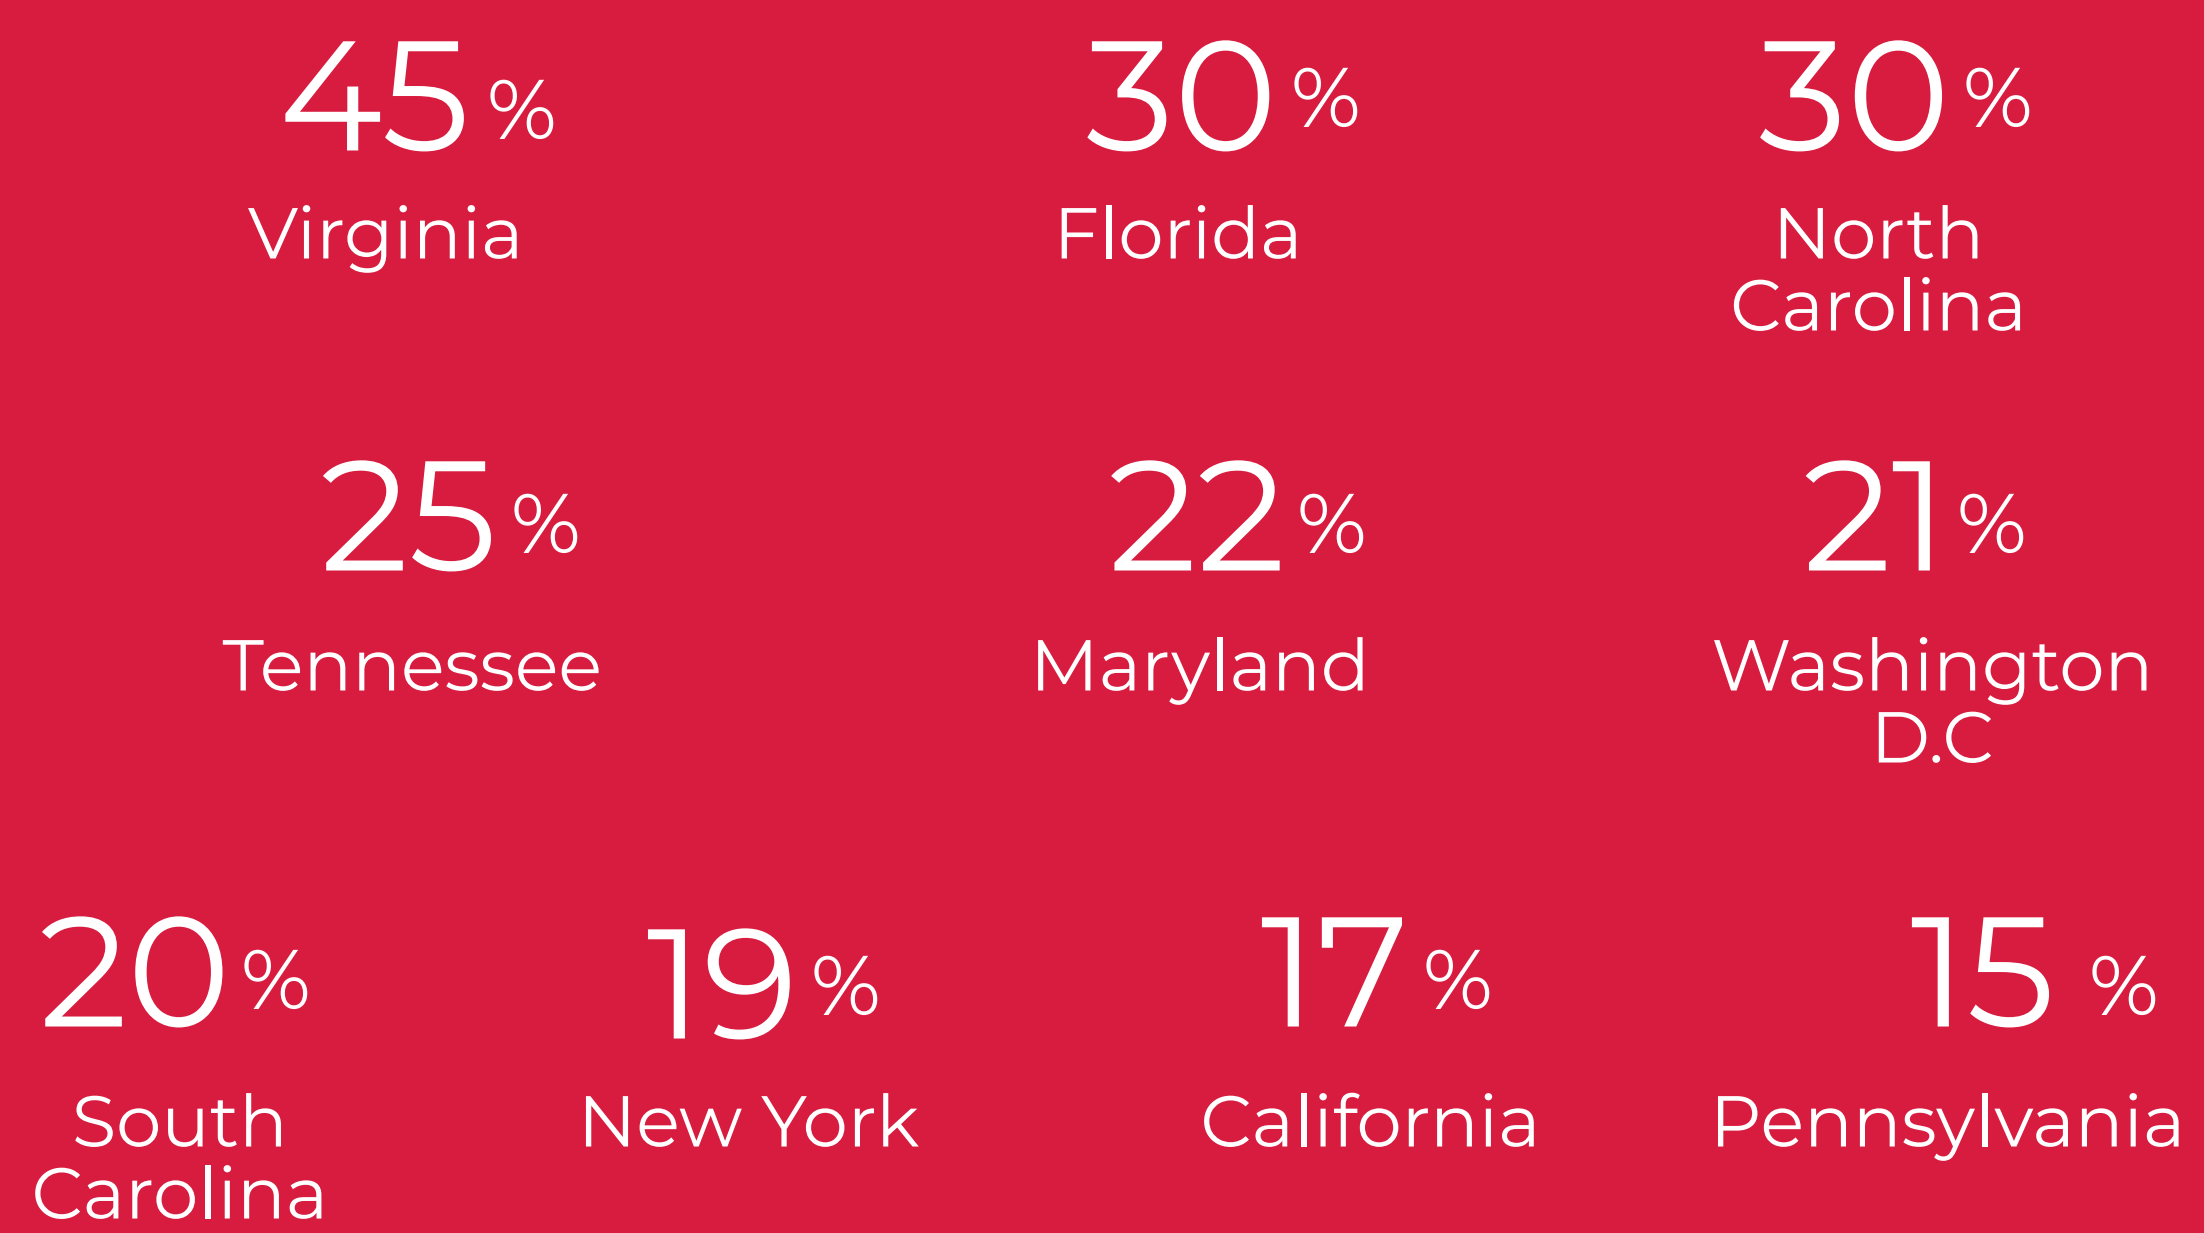 45 %
Virginia
30 %
Florida
30 %
North
Carolina
25 %
Tennessee
22 %
Maryland
21 %
Washington
D.C
20 %
South
Carolina
19 %
New York
17 %
California
15 %
Pennsylvania